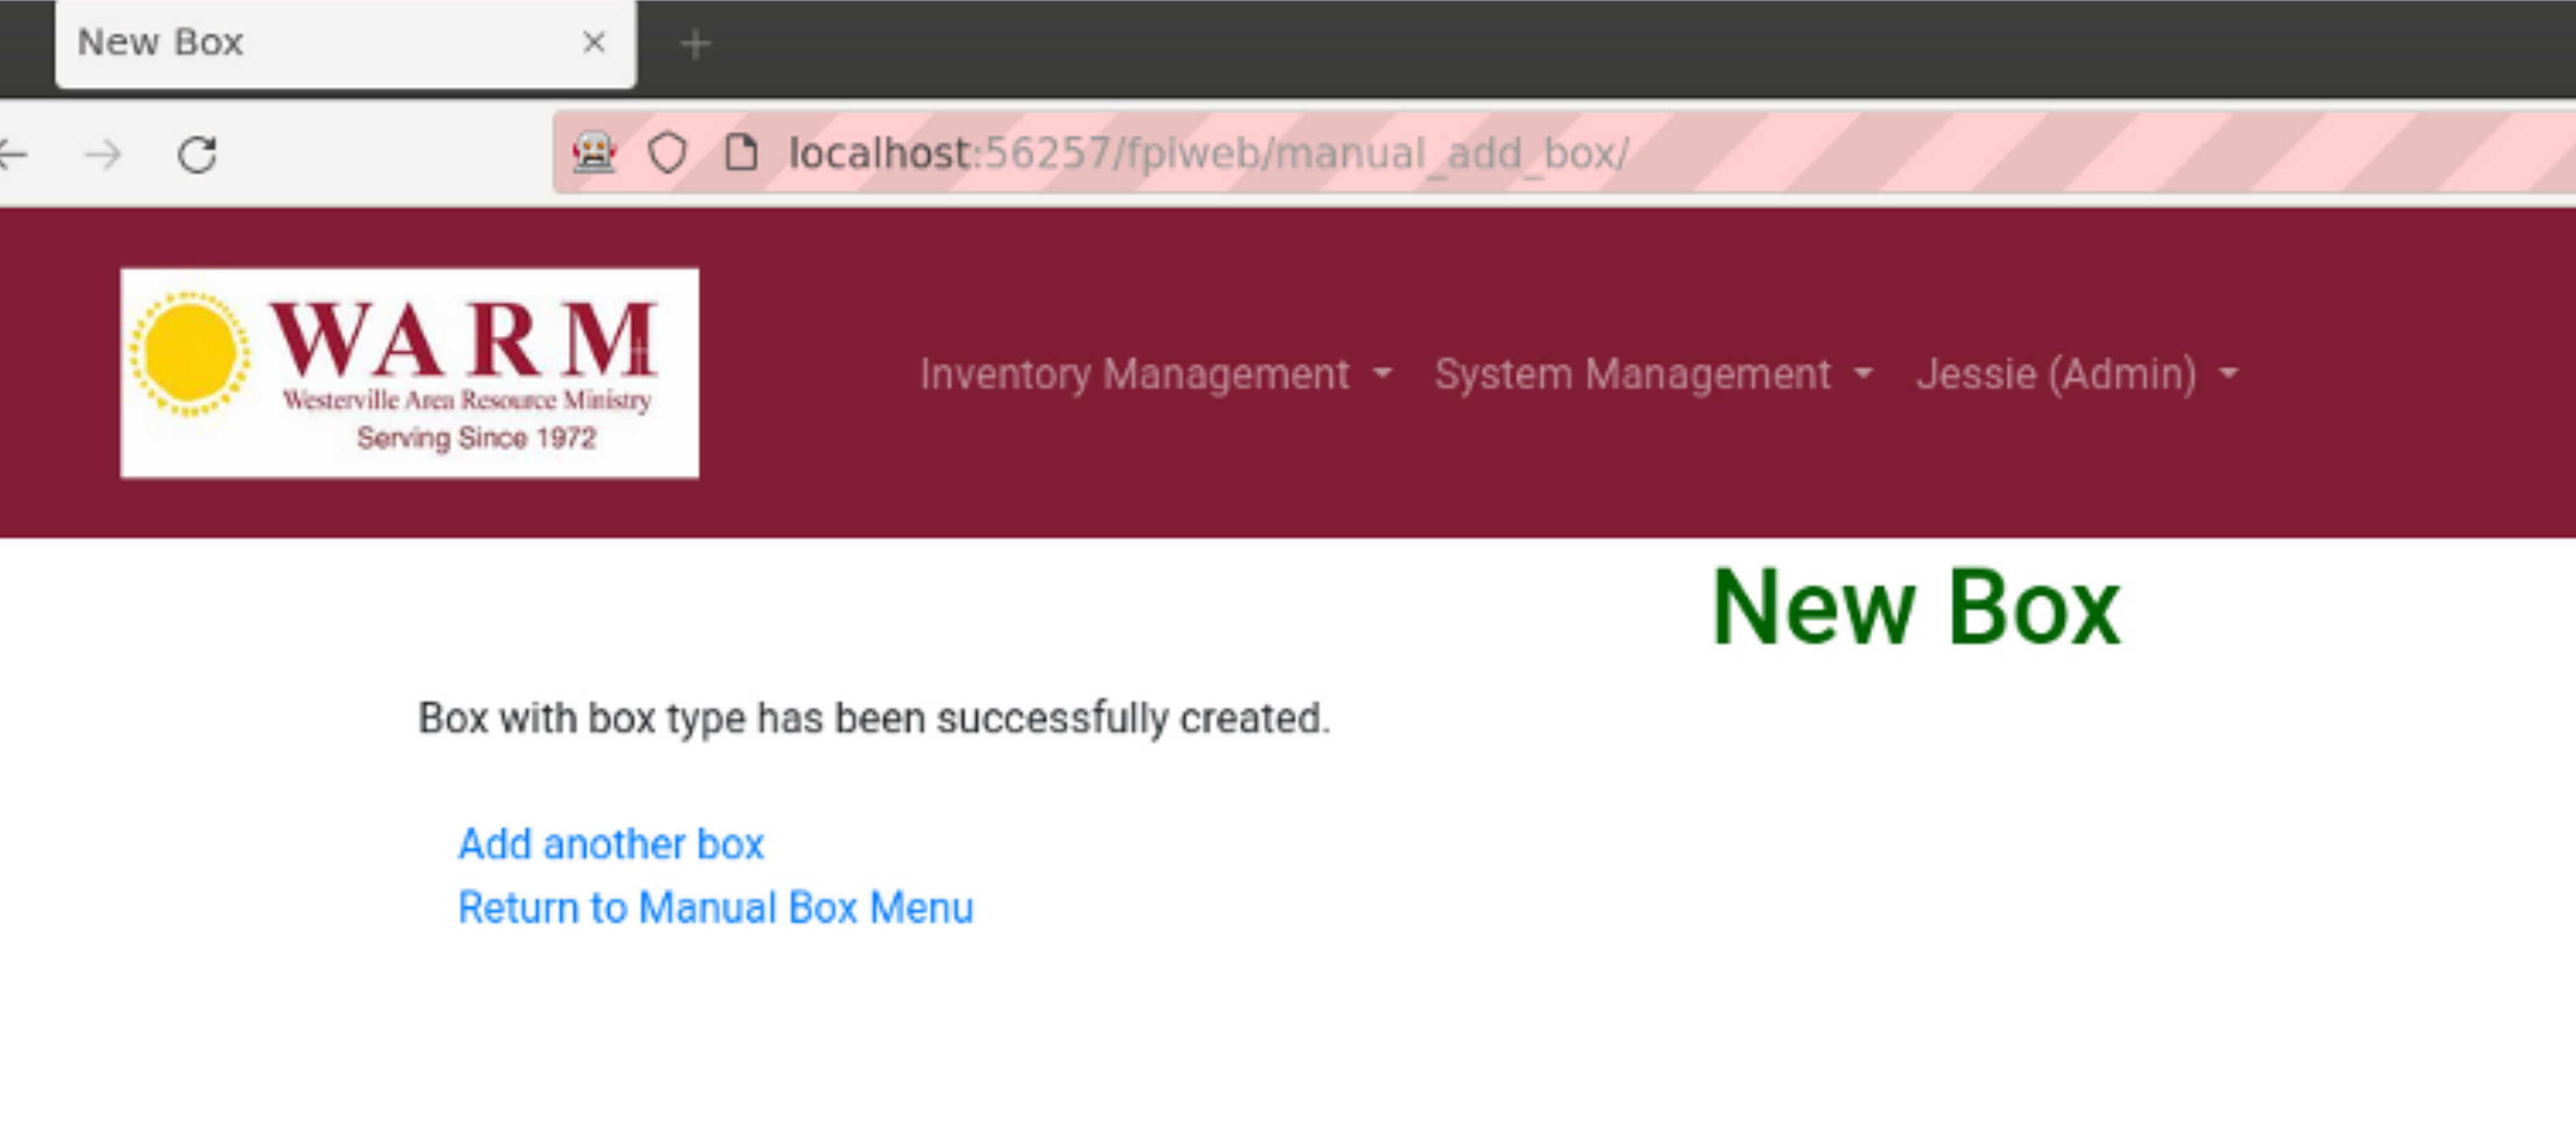 New Box
localhost:56257/fpiweb/manual_add_box/
WARM
Westerville Area Resource Ministry
Serving Since 1972
Inventory Management System Management Jessie (Admin)
New Box
Box with box type has been successfully created.
Add another box
Return to Manual Box Menu